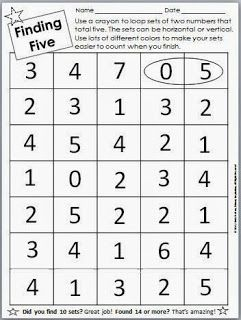 Name Date
Finding
Five
Use a crayon to loop sets of two numbers that
total five. The sets can be horizontal or vertical.
Use lots of different colors to make your sets
easier to count when you finish.
3 4 7 0 5
2 3 1 3 2
4 5 4 2 1
1 0 2 3 4
2 5 2 2 1
3 4 1 6 4
4 1 3 2 5
Did you find 10 sets? Great job! Found 14 or more? That's amazing!